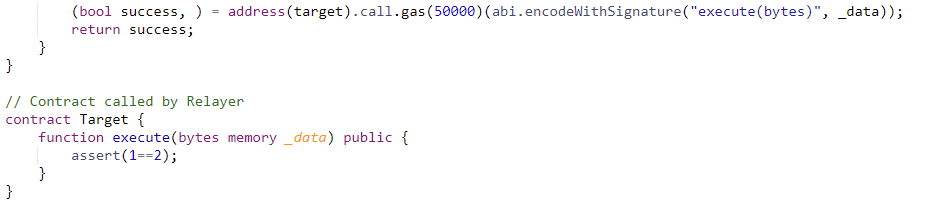 (bool success, ) = address(target).call.gas(50000)(abi.encodeWithSignature("execute(bytes)", _data));
return success;
}
}
// Contract called by Relayer
contract Target {
function execute(bytes memory _data) public {
assert(1==2);
}
}